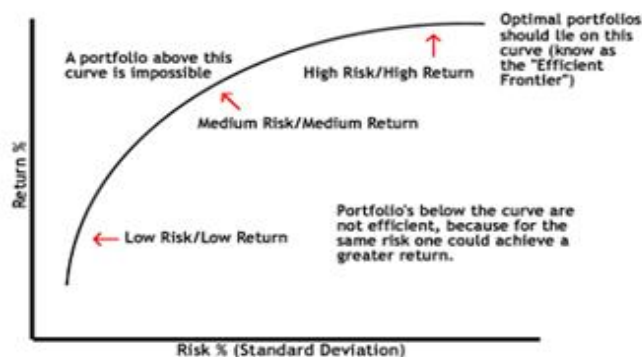 Optimal portfolios
should lie on this
curve (know as
the "Efficient
Frontier")
A portfolio above this
curve is impossible
High Risk/High Return
Medium Risk/Medium Return
Low Risk/Low Return
Portfolio's below the curve are
not efficient, because for the
same risk one could achieve a
greater return.
Return %
Risk % (Standard Deviation)